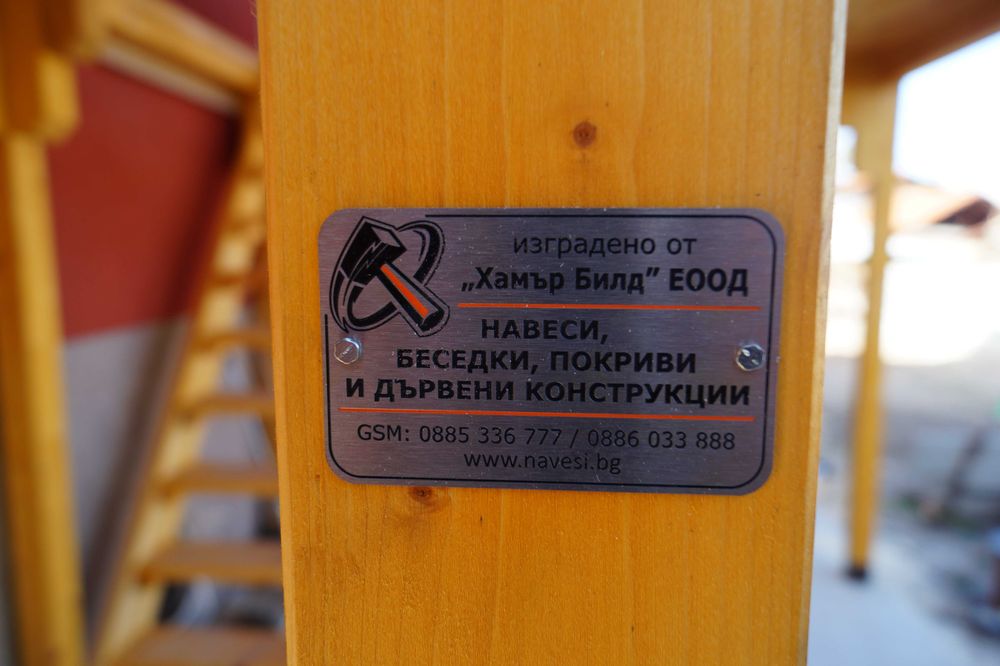 изградено от
„Хамър Билд” ЕООД
НАВЕСИ,
БЕСЕДКИ, ПОКРИВИ
И ДЪРВЕНИ КОНСТРУКЦИИ
GSM: 0885 336 777 / 0886 033 888
www.navesi.bg